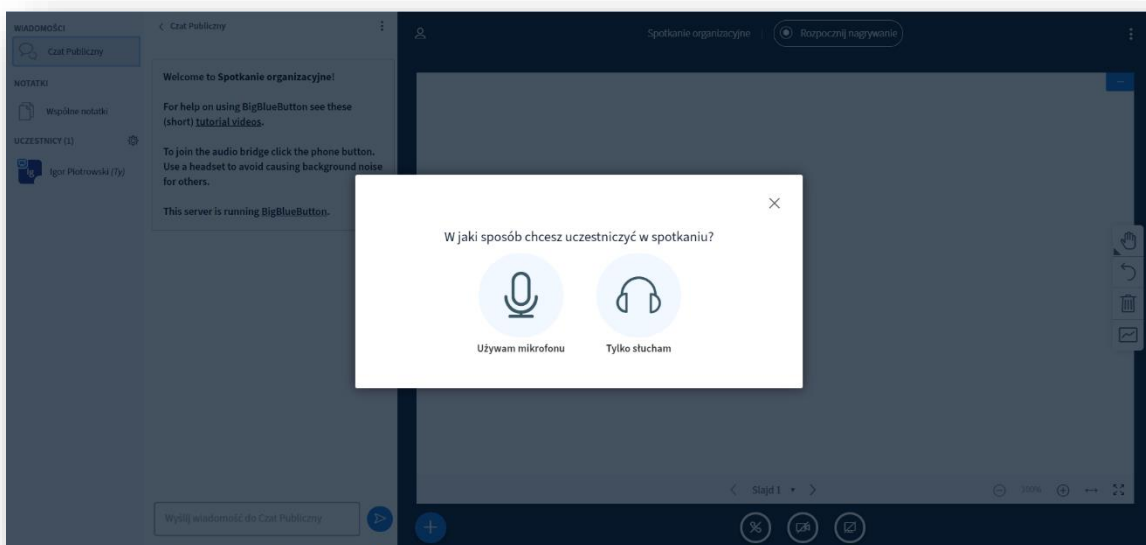 WIADOMOŚCI
Czat Publiczny
NOTATKI
Wspólne notatki
UCZESTNICY (1)
Ig
Igor Piotrowski (Ty)
Czat Publiczny
Welcome to Spotkanie organizacyjne!
For help on using BigBlueButton see these
(short) tutorial videos.
To join the audio bridge click the phone button.
Use a headset to avoid causing background noise
for others.
This server is running BigBlueButton.
Wyślij wiadomość do Czat Publiczny
Spotkanie organizacyjne
Rozpocznij nagrywanie
W jaki sposób chcesz uczestniczyć w spotkaniu?
Używam mikrofonu
Tylko słucham
Slajd 1
100%